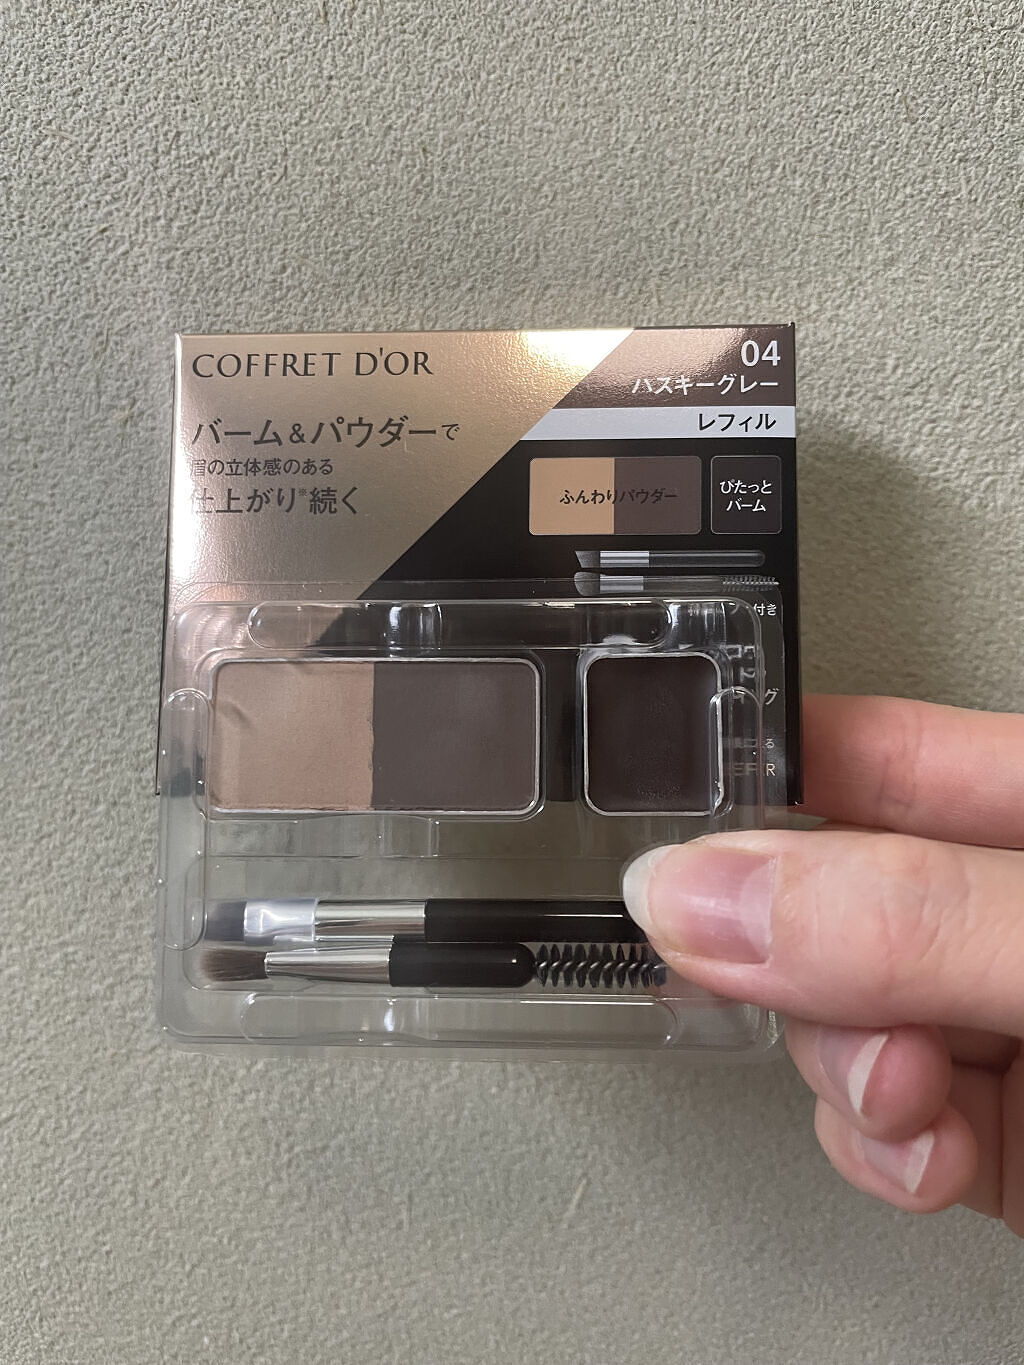 COFFRET D'OR
バーム&パウダーで
眉の立体感のある
仕上がり※続く
04
ハスキーグレー
レフィル
ふんわりパウダー
ぴたっと
バーム
付き